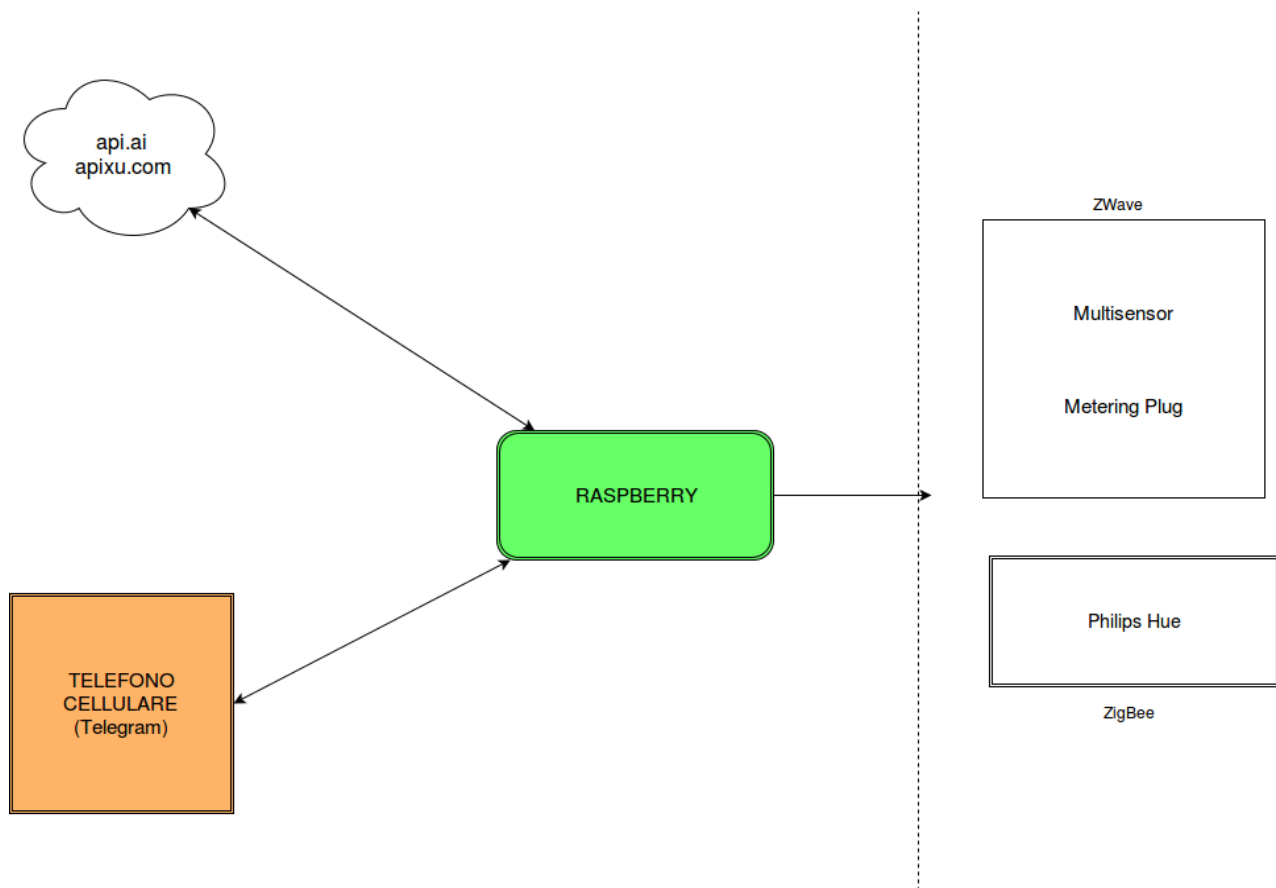 api.ai
apixu.com
ZWave
Multisensor
Metering Plug
RASPBERRY
Philips Hue
TELEFONO
CELLULARE
(Telegram)
ZigBee